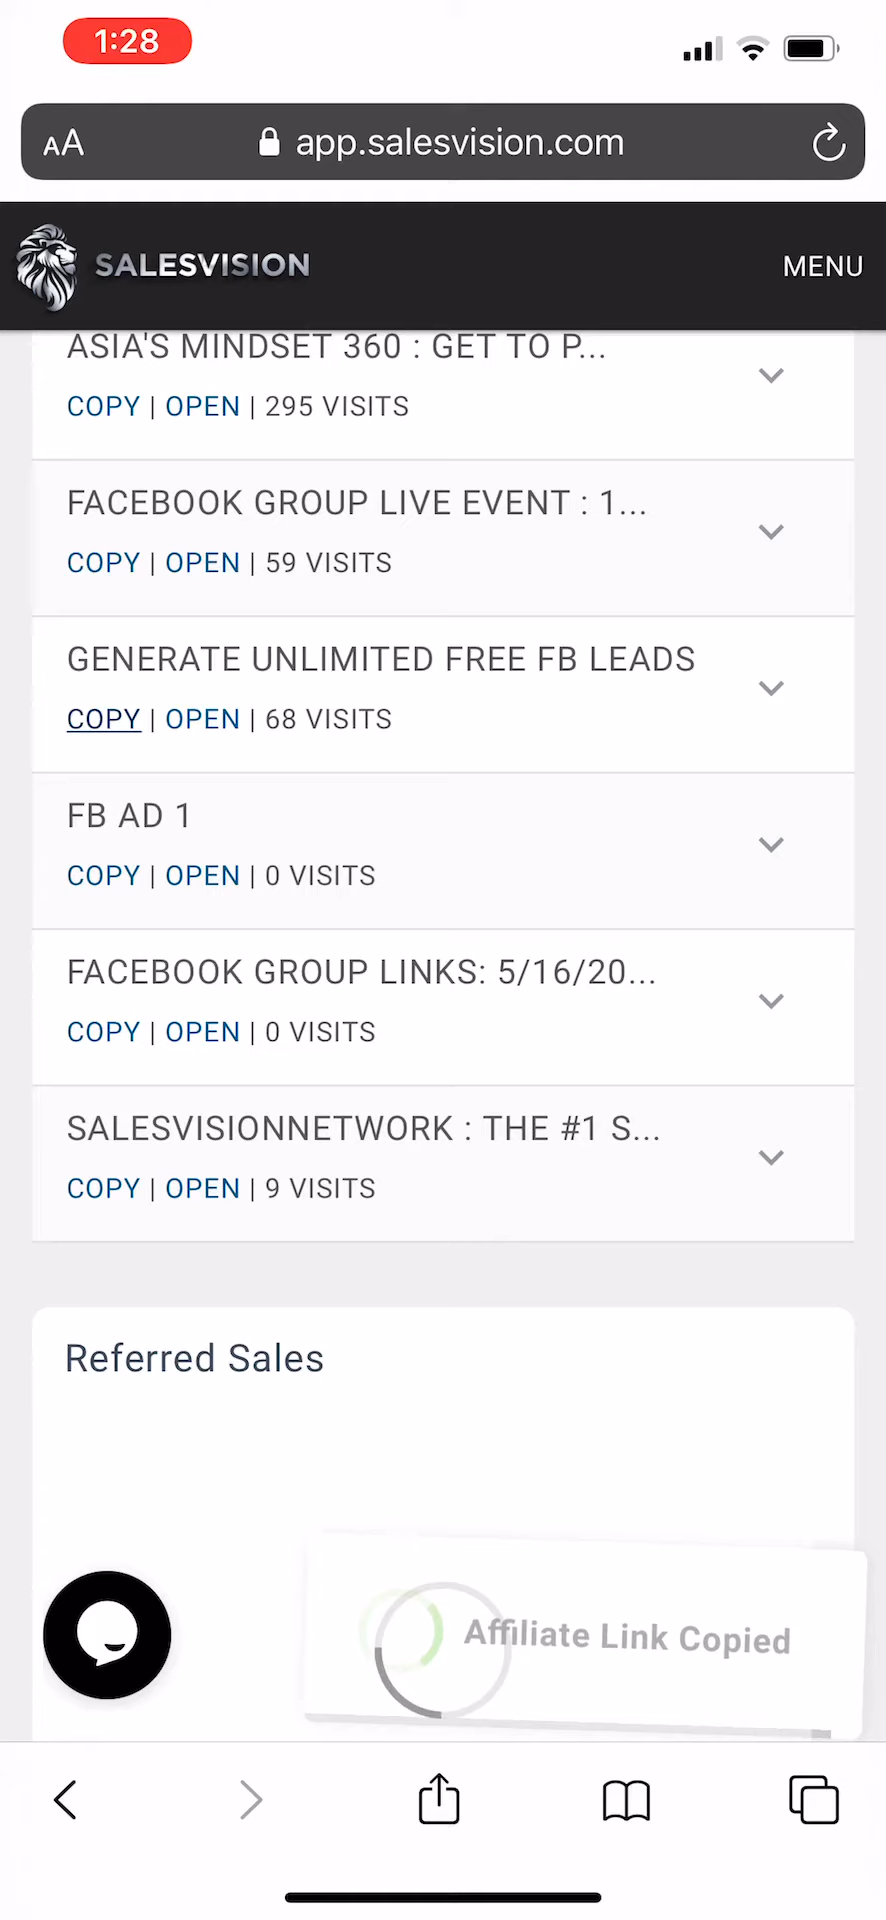 1:28
AA app.salesvision.com
SALESVISION MENU
ASIA'S MINDSET 360 : GET TO P...
COPY | OPEN | 295 VISITS
FACEBOOK GROUP LIVE EVENT : 1...
COPY | OPEN | 59 VISITS
GENERATE UNLIMITED FREE FB LEADS
COPY | OPEN | 68 VISITS
FB AD 1
COPY | OPEN | 0 VISITS
FACEBOOK GROUP LINKS: 5/16/20...
COPY | OPEN | 0 VISITS
SALESVISIONNETWORK : THE #1 S...
COPY | OPEN | 9 VISITS
Referred Sales
Affiliate Link Copied